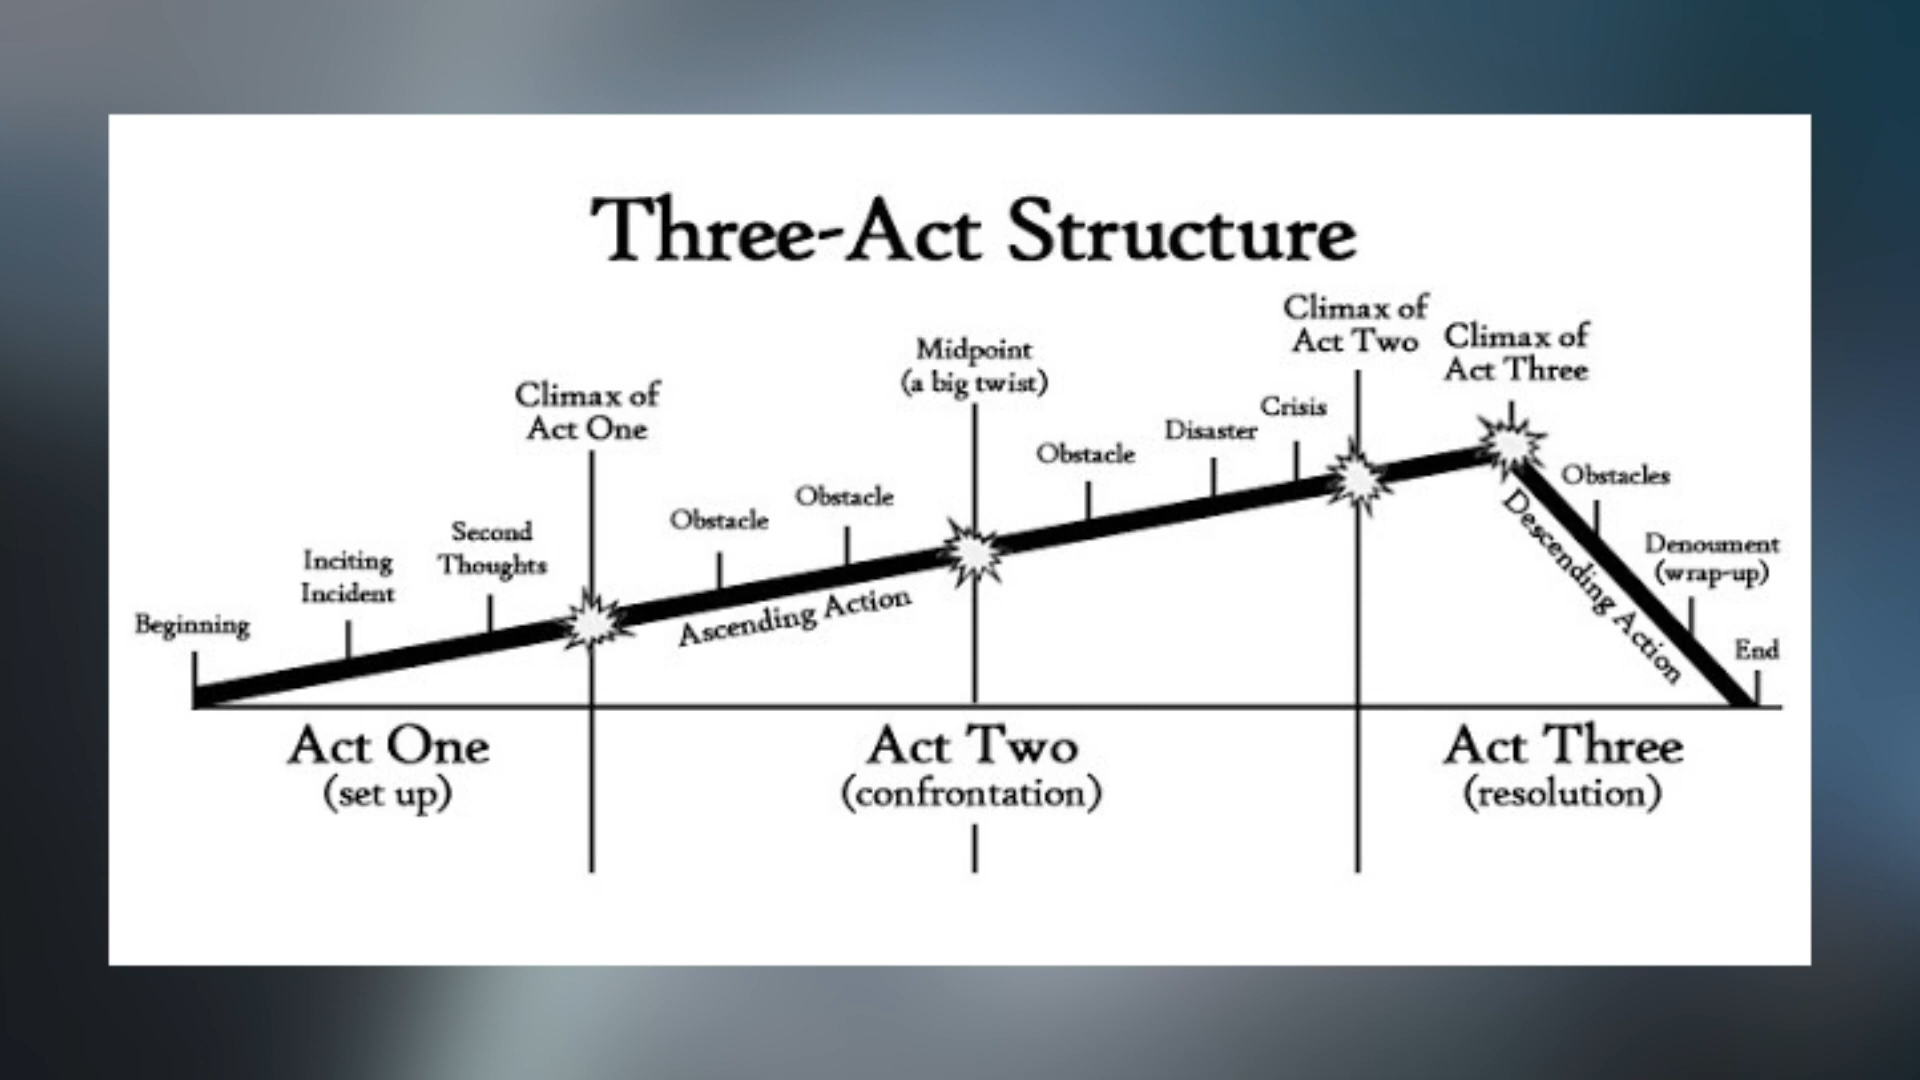 Three-Act Structure
Climax of
Act Two
Climax of
Act Three
Midpoint
(a big twist)
Climax of
Act One
Crisis
Disaster
Obstacle
Obstacles
Obstacle
Obstacle
Second
Thoughts
Inciting
Incident
Beginning
Denoument
(wrap-up)
End
Ascending Action
Descending Action
Act One
(set up)
Act Two
(confrontation)
Act Three
(resolution)